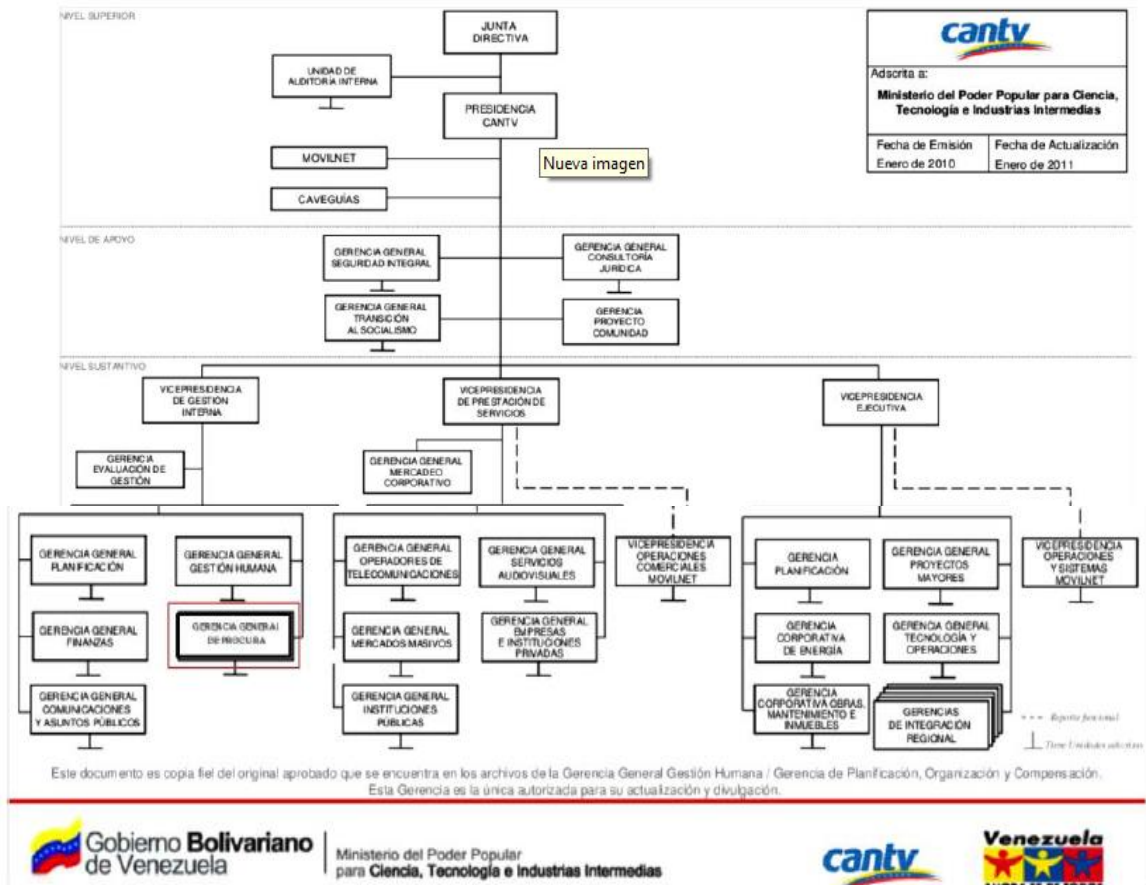 NIVEL SUPERIOR
JUNTA
DIRECTIVA
UNIDAD DE
AUDITORÍA INTERNA
PRESIDENCIA
CANTV
MOVILNET
CAVEGUÍAS
Nueva imagen
cantv
Adscrita a:
Ministerio del Poder Popular para Ciencia,
Tecnología e Industrias Intermedias
Fecha de Emisión
Enero de 2010
Fecha de Actualización
Enero de 2011
NIVEL DE APOYO
GERENCIA GENERAL
SEGURIDAD INTEGRAL
GERENCIA GENERAL
CONSULTORÍA
JURÍDICA
GERENCIA GENERAL
TRANSICIÓN
AL SOCIALISMO
GERENCIA
PROYECTO
COMUNIDAD
NIVEL SUSTANTIVO
VICEPRESIDENCIA
DE GESTIÓN
INTERNA
VICEPRESIDENCIA
DE PRESTACIÓN DE
SERVICIOS
VICEPRESIDENCIA
EJECUTIVA
GERENCIA
EVALUACIÓN DE
GESTIÓN
GERENCIA GENERAL
MERCADEO
CORPORATIVO
GERENCIA GENERAL
PLANIFICACIÓN
GERENCIA GENERAL
GESTIÓN HUMANA
GERENCIA GENERAL
OPERADORES DE
TELECOMUNICACIONES
GERENCIA GENERAL
SERVICIOS
AUDIOVISUALES
VICEPRESIDENCIA
OPERACIONES
COMERCIALES
MOVILNET
GERENCIA
PLANIFICACIÓN
GERENCIA GENERAL
PROYECTOS
MAYORES
VICEPRESIDENCIA
OPERACIONES
Y SISTEMAS
MOVILNET
GERENCIA GENERAL
FINANZAS
GERENCIA GENERAL
DE PROCURA
GERENCIA GENERAL
MERCADOS MASIVOS
GERENCIA GENERAL
EMPRESAS
E INSTITUCIONES
PRIVADAS
GERENCIA
CORPORATIVA
DE ENERGÍA
GERENCIA GENERAL
TECNOLOGÍA Y
OPERACIONES
GERENCIA GENERAL
COMUNICACIONES
Y ASUNTOS PÚBLICOS
GERENCIA GENERAL
INSTITUCIONES
PÚBLICAS
GERENCIA
CORPORATIVA OBRAS,
MANTENIMIENTO E
INMUEBLES
GERENCIAS
DE INTEGRACIÓN
REGIONAL
Reporte funcional
Tiene Unidades adscritas
Este documento es copia fiel del original aprobado que se encuentra en los archivos de la Gerencia General Gestión Humana / Gerencia de Planificación, Organización y Compensación.
Esta Gerencia es la única autorizada para su actualización y divulgación.
Gobierno Bolivariano
de Venezuela
Ministerio del Poder Popular
para Ciencia, Tecnología e Industrias Intermedias
cantv
Venezuela